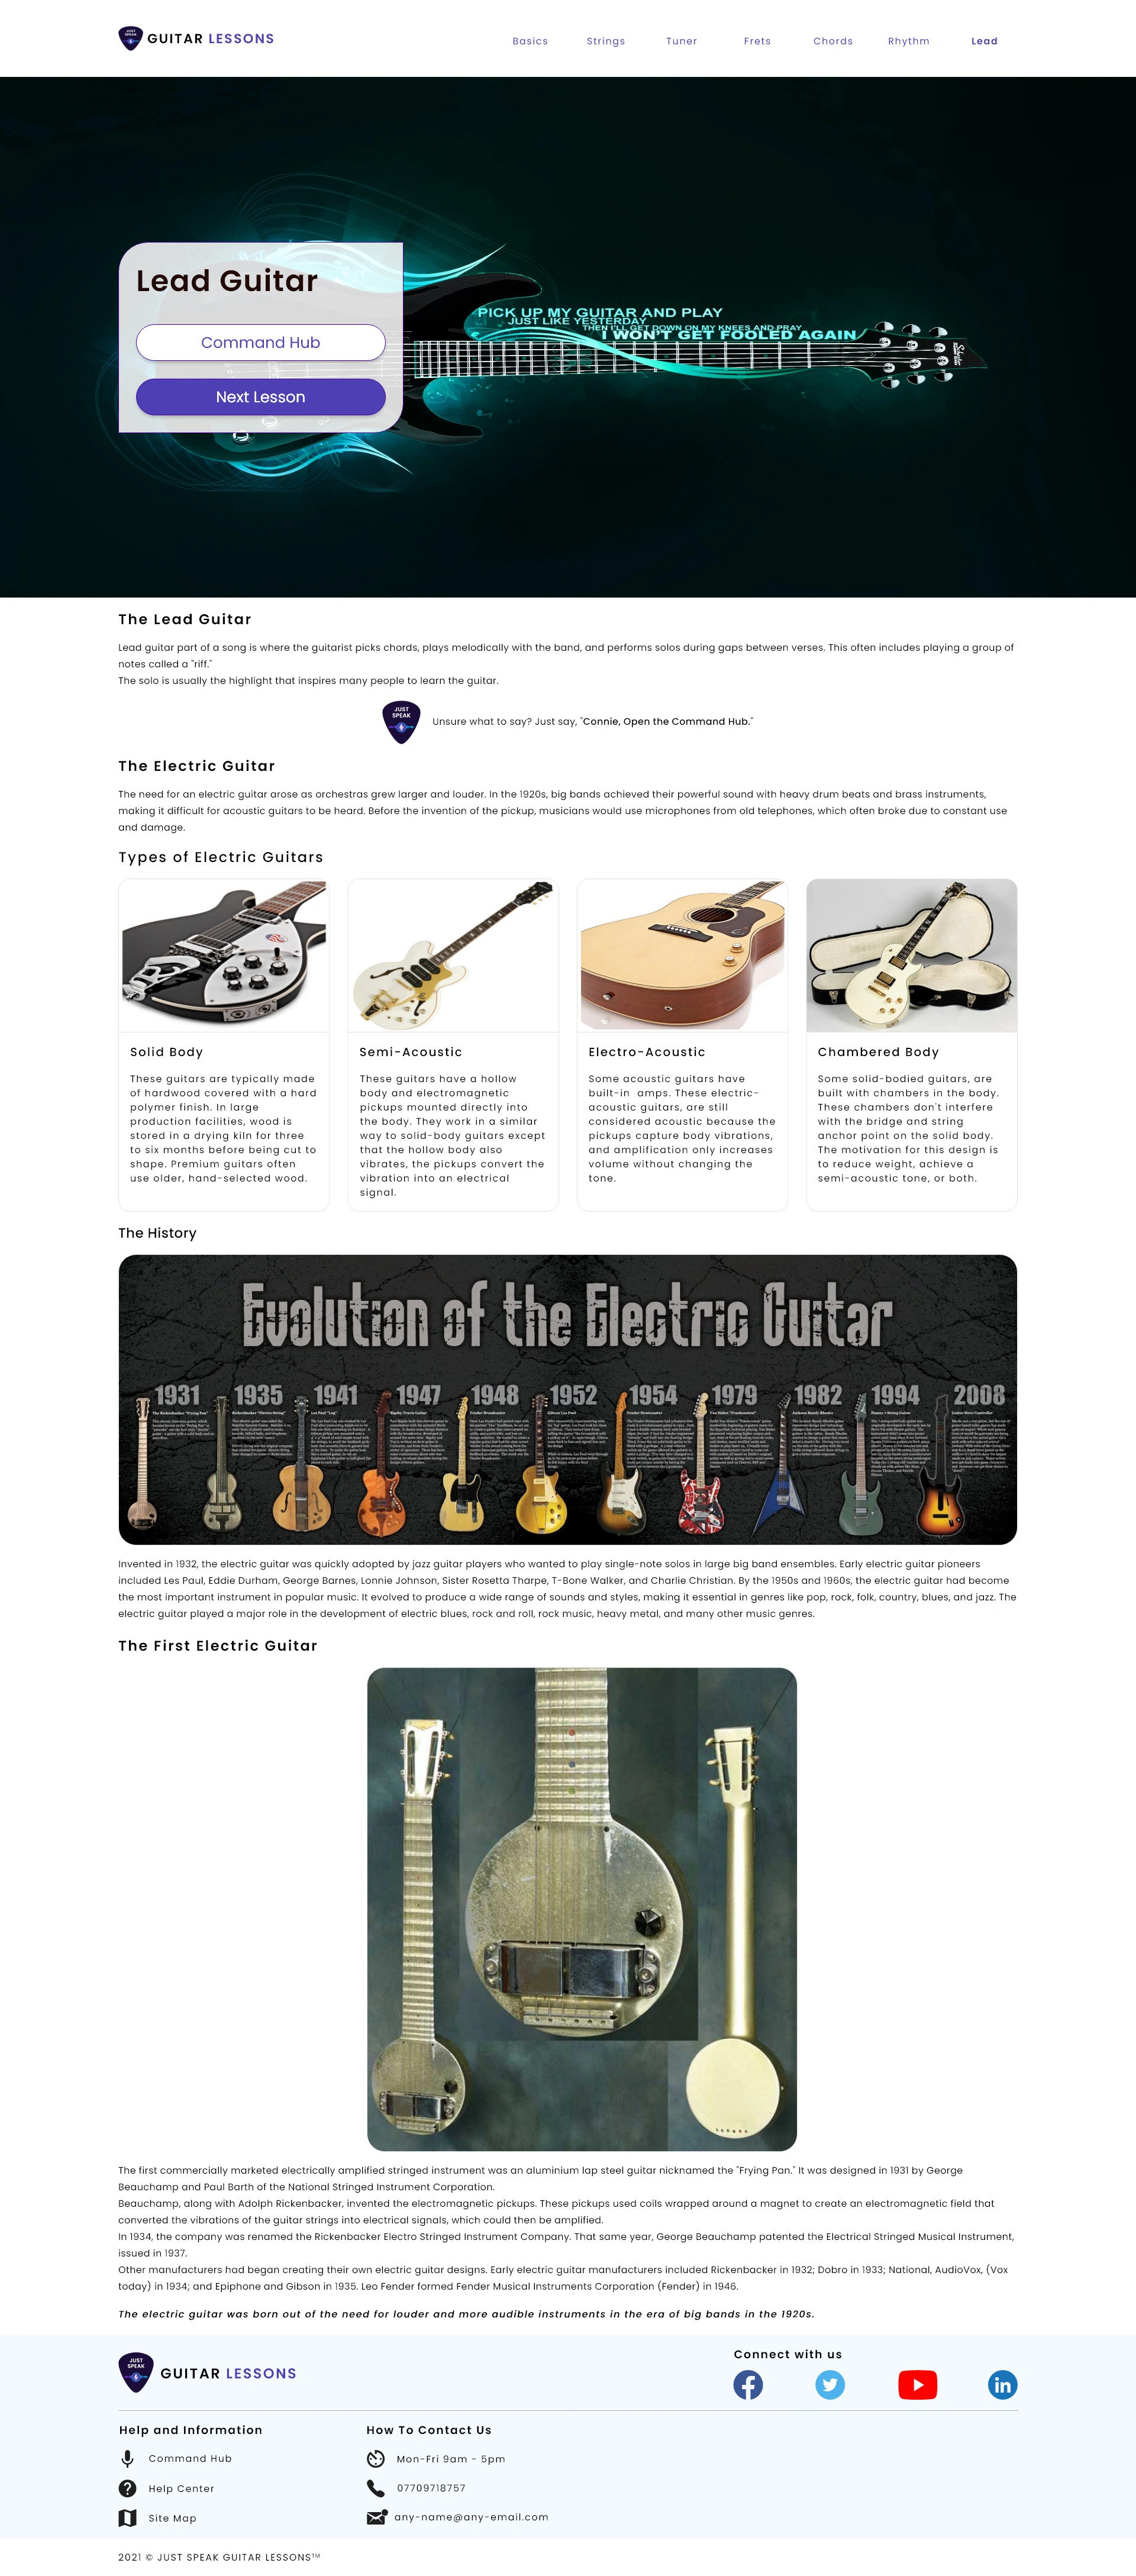 JUST
SPEAK
GUITAR LESSONS
Basics Strings Tuner Frets Chords Rhythm Lead
Lead Guitar
Command Hub
Next Lesson
PICK UP MY GUITAR AND PLAY
JUST LIKE YESTERDAY
THEN I'LL GET DOWN ON MY KNEES AND PRAY
I WON'T GET FOOLED AGAIN
Schecter
The Lead Guitar
Lead guitar part of a song is where the guitarist picks chords, plays melodically with the band, and performs solos during gaps between verses. This often includes playing a group of
notes called a "riff."
The solo is usually the highlight that inspires many people to learn the guitar.
JUST
SPEAK
Unsure what to say? Just say, "Connie, Open the Command Hub."
The Electric Guitar
The need for an electric guitar arose as orchestras grew larger and louder. In the 1920s, big bands achieved their powerful sound with heavy drum beats and brass instruments,
making it difficult for acoustic guitars to be heard. Before the invention of the pickup, musicians would use microphones from old telephones, which often broke due to constant use
and damage.
Types of Electric Guitars
Solid Body
These guitars are typically made
of hardwood covered with a hard
polymer finish. In large
production facilities, wood is
stored in a drying kiln for three
to six months before being cut to
shape. Premium guitars often
use older, hand-selected wood.
Semi-Acoustic
These guitars have a hollow
body and electromagnetic
pickups mounted directly into
the body. They work in a similar
way to solid-body guitars except
that the hollow body also
vibrates, the pickups convert the
vibration into an electrical
signal.
Electro-Acoustic
Some acoustic guitars have
built-in amps. These electric-
acoustic guitars, are still
considered acoustic because the
pickups capture body vibrations,
and amplification only increases
volume without changing the
tone.
Chambered Body
Some solid-bodied guitars, are
built with chambers in the body.
These chambers don't interfere
with the bridge and string
anchor point on the solid body.
The motivation for this design is
to reduce weight, achieve a
semi-acoustic tone, or both.
The History
Evolution of the Electric Guitar
1931 1935 1941 1947 1948 1952 1954 1979 1982 1994 2008
Invented in 1932, the electric guitar was quickly adopted by jazz guitar players who wanted to play single-note solos in large big band ensembles. Early electric guitar pioneers
included Les Paul, Eddie Durham, George Barnes, Lonnie Johnson, Sister Rosetta Tharpe, T-Bone Walker, and Charlie Christian. By the 1950s and 1960s, the electric guitar had become
the most important instrument in popular music. It evolved to produce a wide range of sounds and styles, making it essential in genres like pop, rock, folk, country, blues, and jazz. The
electric guitar played a major role in the development of electric blues, rock and roll, rock music, heavy metal, and many other music genres.
The First Electric Guitar
The first commercially marketed electrically amplified stringed instrument was an aluminium lap steel guitar nicknamed the "Frying Pan." It was designed in 1931 by George
Beauchamp and Paul Barth of the National Stringed Instrument Corporation.
Beauchamp, along with Adolph Rickenbacker, invented the electromagnetic pickups. These pickups used coils wrapped around a magnet to create an electromagnetic field that
converted the vibrations of the guitar strings into electrical signals, which could then be amplified.
In 1934, the company was renamed the Rickenbacker Electro Stringed Instrument Company. That same year, George Beauchamp patented the Electrical Stringed Musical Instrument,
issued in 1937.
Other manufacturers had began creating their own electric guitar designs. Early electric guitar manufacturers included Rickenbacker in 1932; Dobro in 1933; National, AudioVox, (Vox
today) in 1934; and Epiphone and Gibson in 1935. Leo Fender formed Fender Musical Instruments Corporation (Fender) in 1946.
The electric guitar was born out of the need for louder and more audible instruments in the era of big bands in the 1920s.
JUST
SPEAK
GUITAR LESSONS
Connect with us
Help and Information
Command Hub
Help Center
Site Map
How To Contact Us
Mon-Fri 9am - 5pm
07709718757
any-name@any-email.com
2021 © JUST SPEAK GUITAR LESSONS™